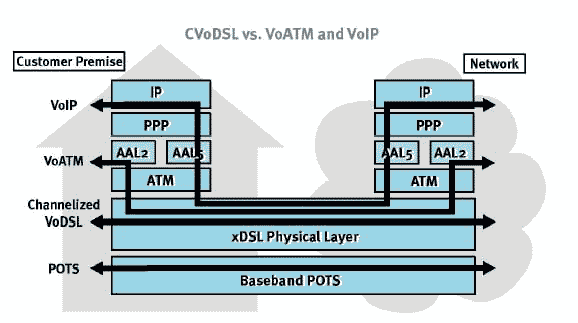 CVoDSL vs. VoATM and VoIP
Customer Premise
Network
IP
IP
VoIP
PPP
PPP
AAL2
AAL5
AAL5
AAL2
VoATM
ATM
ATM
Channelized
VoDSL
xDSL Physical Layer
POTS
Baseband POTS